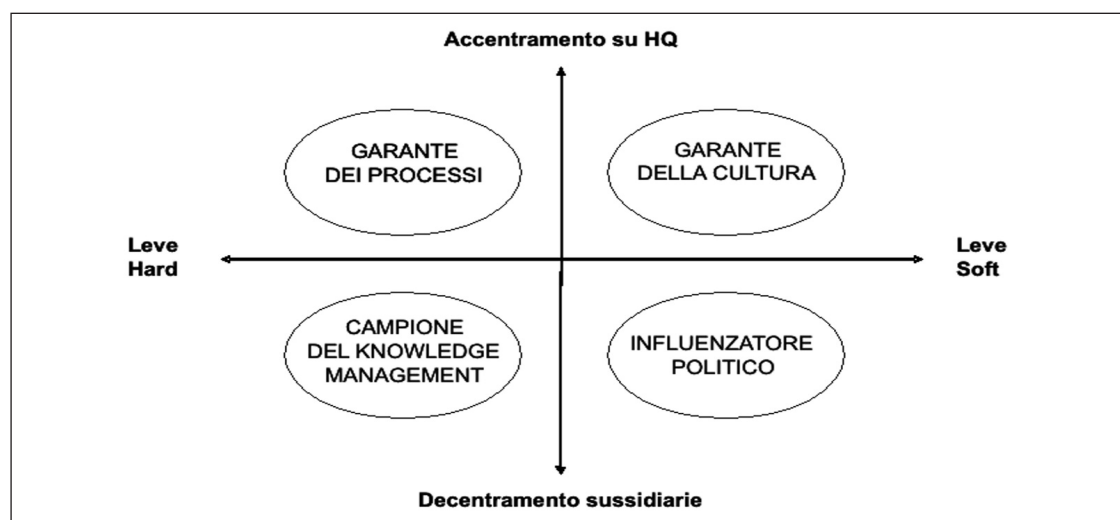 Accentramento su HQ
GARANTE
DEI PROCESSI
GARANTE
DELLA CULTURA
Leve
Hard
Leve
Soft
CAMPIONE
DEL KNOWLEDGE
MANAGEMENT
INFLUENZATORE
POLITICO
Decentramento sussidiarie